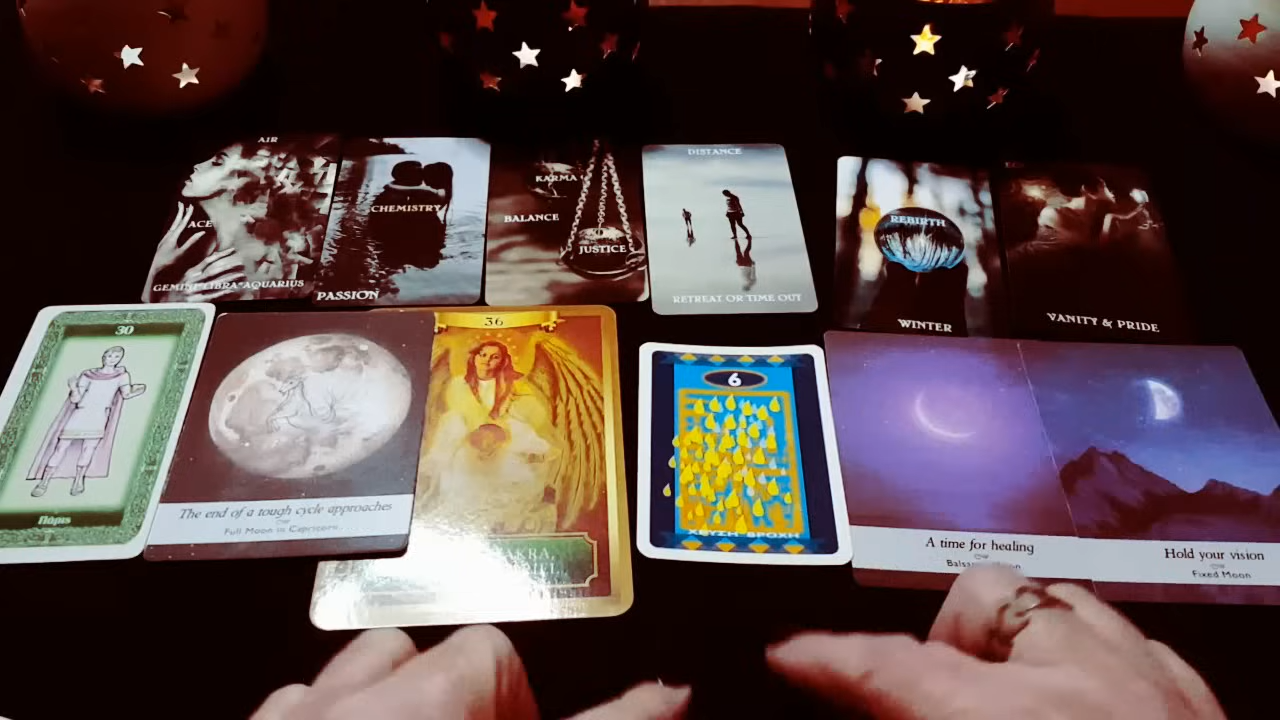 AIR
ACE
GEMINI*LIBRA*AQUARIUS
CHEMISTRY
PASSION
KARMA
BALANCE
JUSTICE
DISTANCE
RETREAT OR TIME OUT
REBIRTH
WINTER
VANITY & PRIDE
30
Πάρις
The end of a tough cycle approaches
Full Moon in Capricorn
36
6
ΧΡΥΣΗ ΒΡΟΧΗ
A time for healing
Moon
Hold your vision
Fixed Moon